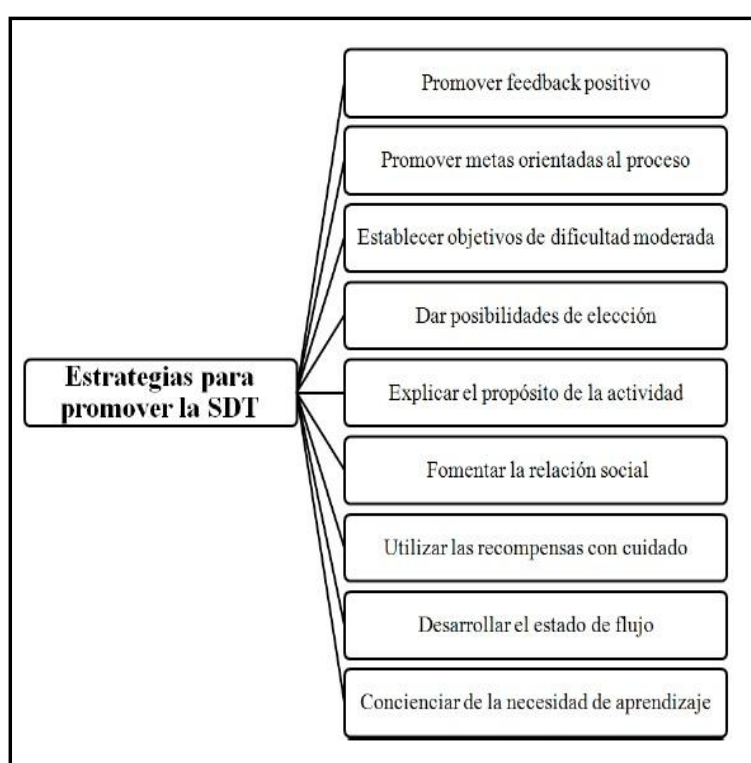 Estrategias para
promover la SDT
Promover feedback positivo
Promover metas orientadas al proceso
Establecer objetivos de dificultad moderada
Dar posibilidades de elección
Explicar el propósito de la actividad
Fomentar la relación social
Utilizar las recompensas con cuidado
Desarrollar el estado de flujo
Concienciar de la necesidad de aprendizaje